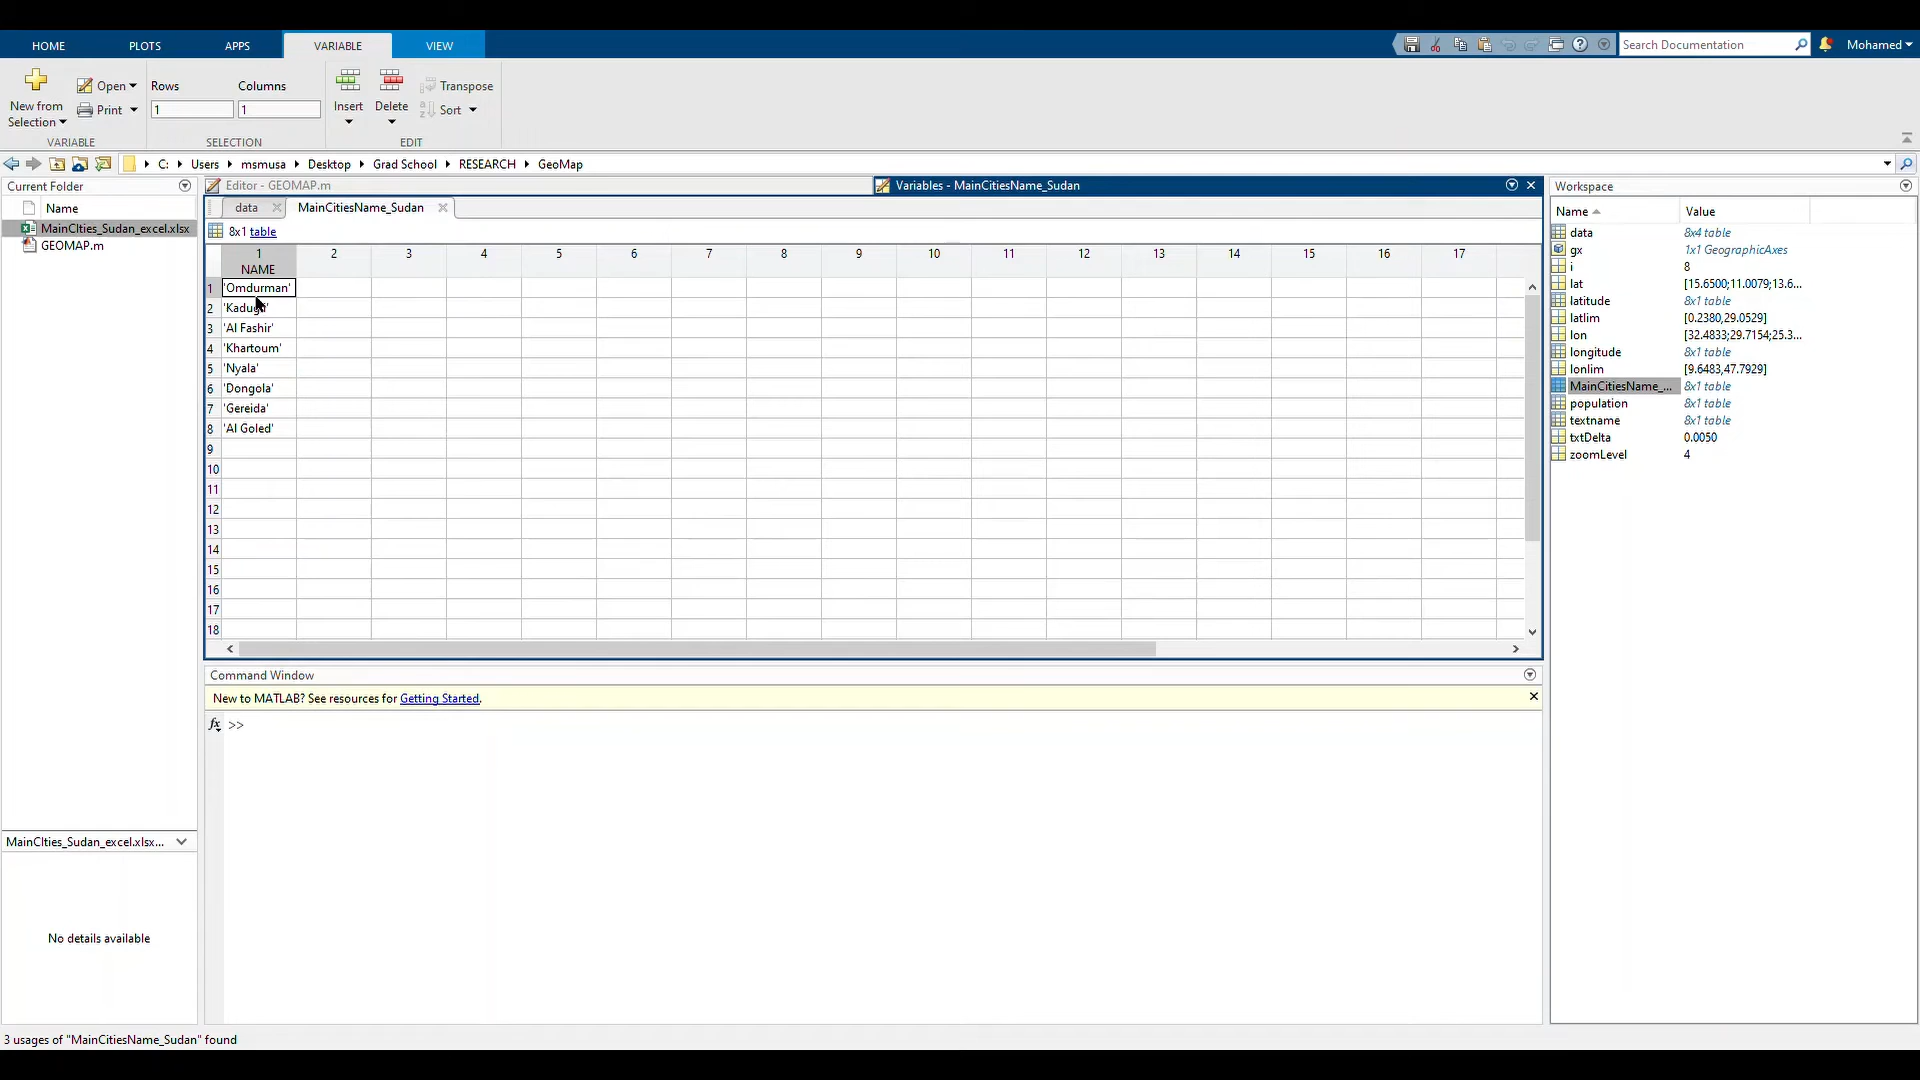 HOME PLOTS APPS VARIABLE VIEW Search Documentation Mohamed
Open Rows Columns Transpose
New from Print 1 1 Insert Delete Sort
Selection
VARIABLE SELECTION EDIT
C: Users msmusa Desktop Grad School RESEARCH GeoMap
Current Folder
Name
MainCIties_Sudan_excel.xlsx
GEOMAP.m
MainCIties_Sudan_excel.xlsx...
No details available
Editor - GEOMAP.m Variables - MainCitiesName_Sudan
data MainCitiesName_Sudan
8x1 table
1 2 3 4 5 6 7 8 9 10 11 12 13 14 15 16 17
NAME
1 'Omdurman'
2
3 'Al Fashir'
4 'Khartoum'
5 'Nyala'
6 'Dongola'
7 'Gereida'
8 'Al Goled'
9
10
11
12
13
14
15
16
17
18
Command Window
New to MATLAB? See resources for Getting Started.
fx >>
Workspace
Name Value
data 8x4 table
gx 1x1 GeographicAxes
i 8
lat [15.6500;11.0079;13.6...
latitude 8x1 table
latlim [0.2380,29.0529]
lon [32.4833;29.7154;25.3...
longitude 8x1 table
lonlim [9.6483,47.7929]
MainCitiesName_... 8x1 table
population 8x1 table
textname 8x1 table
txtDelta 0.0050
zoomLevel 4
3 usages of "MainCitiesName_Sudan" found